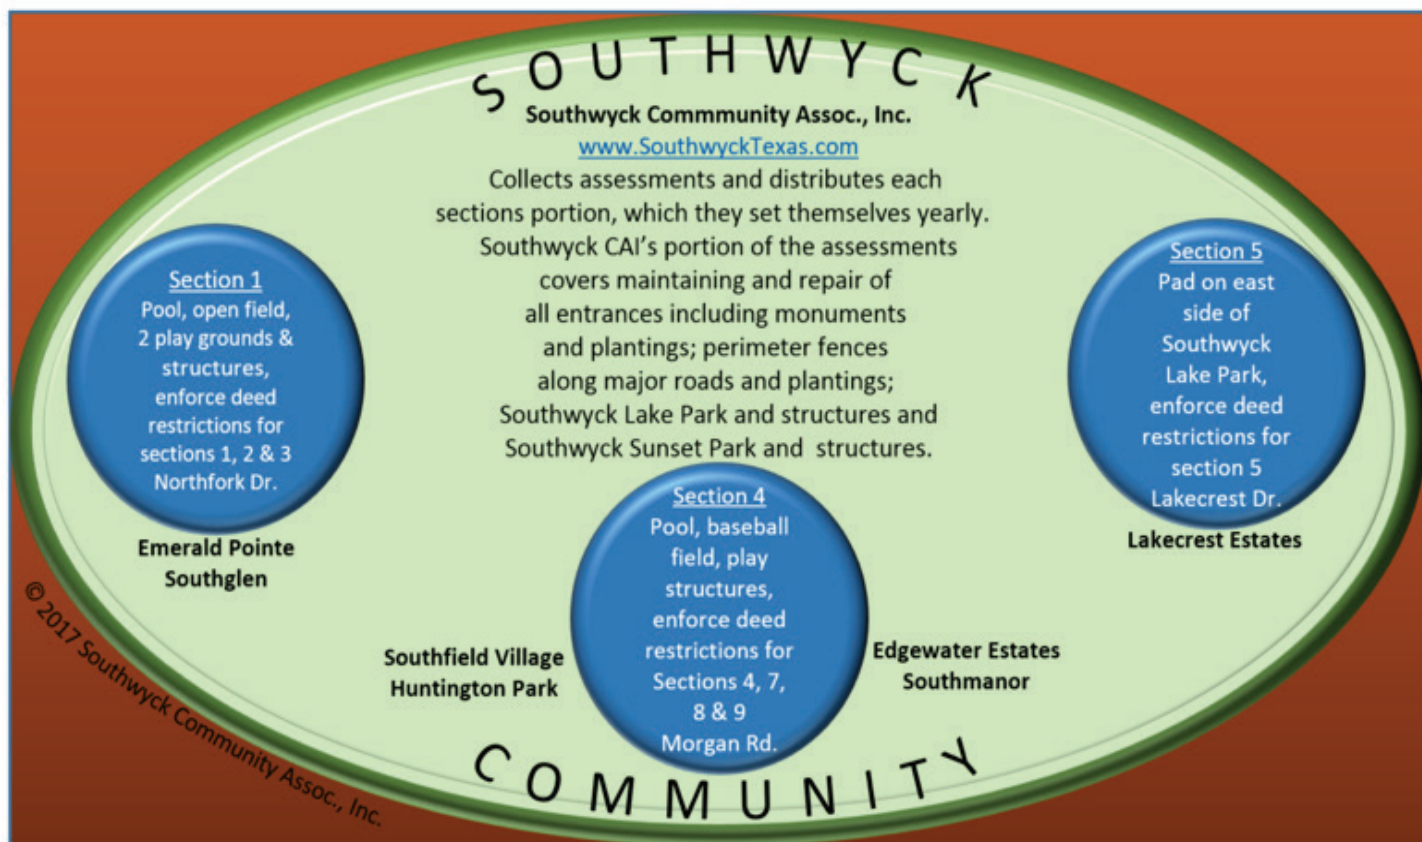 SOUTHWYCK
Southwyck Commmunity Assoc., Inc.
www.SouthwyckTexas.com
Collects assessments and distributes each
sections portion, which they set themselves yearly.
Southwyck CAI's portion of the assessments
covers maintaining and repair of
all entrances including monuments
and plantings; perimeter fences
along major roads and plantings;
Southwyck Lake Park and structures and
Southwyck Sunset Park and structures.
Section 1
Pool, open field,
2 play grounds &
structures,
enforce deed
restrictions for
sections 1, 2 & 3
Northfork Dr.
Emerald Pointe
Southglen
Section 4
Pool, baseball
field, play
structures,
enforce deed
restrictions for
Sections 4, 7,
8 & 9
Morgan Rd.
Southfield Village
Huntington Park
Edgewater Estates
Southmanor
Section 5
Pad on east
side of
Southwyck
Lake Park,
enforce deed
restrictions for
section 5
Lakecrest Dr.
Lakecrest Estates
COMMUNITY
© 2017 Southwyck Community Assoc., Inc.